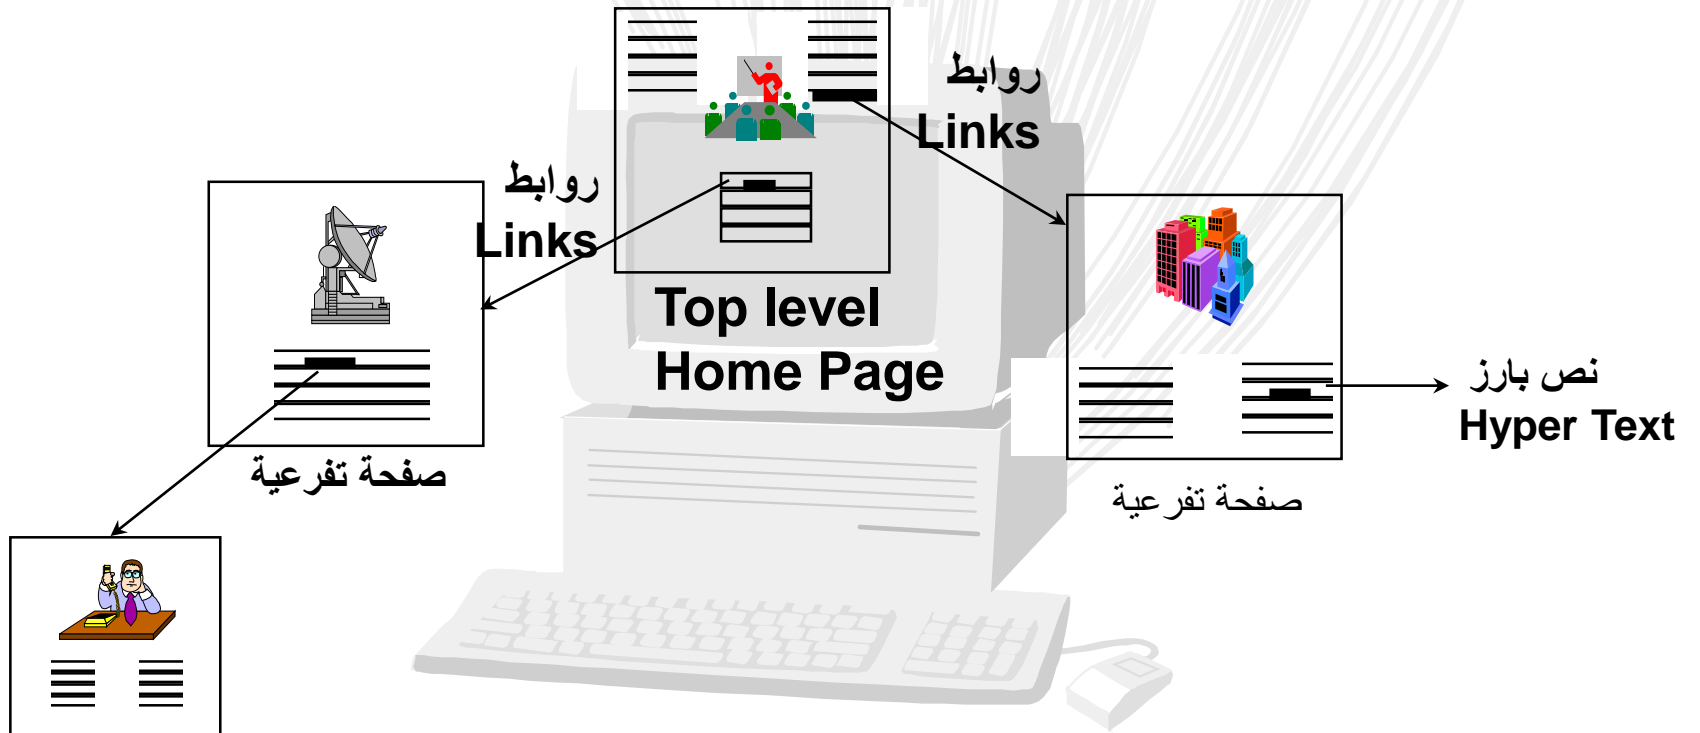 روابط
Links
روابط
Links
Top level
Home Page
نص بارز
Hyper Text
صفحة تفرعية
صفحة تفرعية